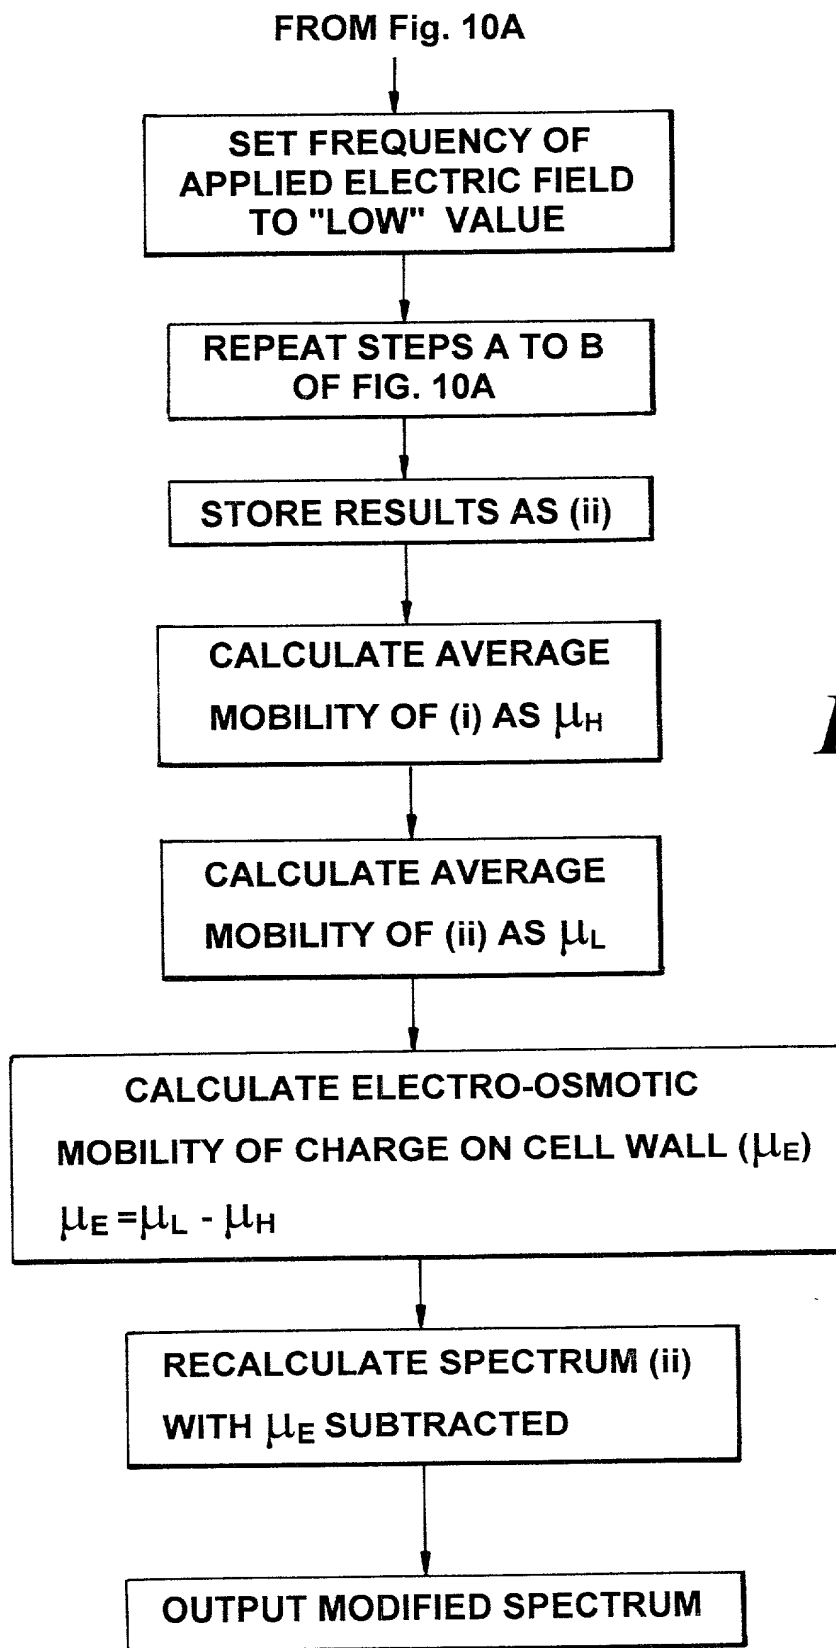 FROM Fig. 10A
SET FREQUENCY OF
APPLIED ELECTRIC FIELD
TO "LOW" VALUE
REPEAT STEPS A TO B
OF FIG. 10A
STORE RESULTS AS (ii)
CALCULATE AVERAGE
MOBILITY OF (i) AS μH
CALCULATE AVERAGE
MOBILITY OF (ii) AS μL
CALCULATE ELECTRO-OSMOTIC
MOBILITY OF CHARGE ON CELL WALL (μE)
μE =μL - μH
RECALCULATE SPECTRUM (ii)
WITH μE SUBTRACTED
OUTPUT MODIFIED SPECTRUM